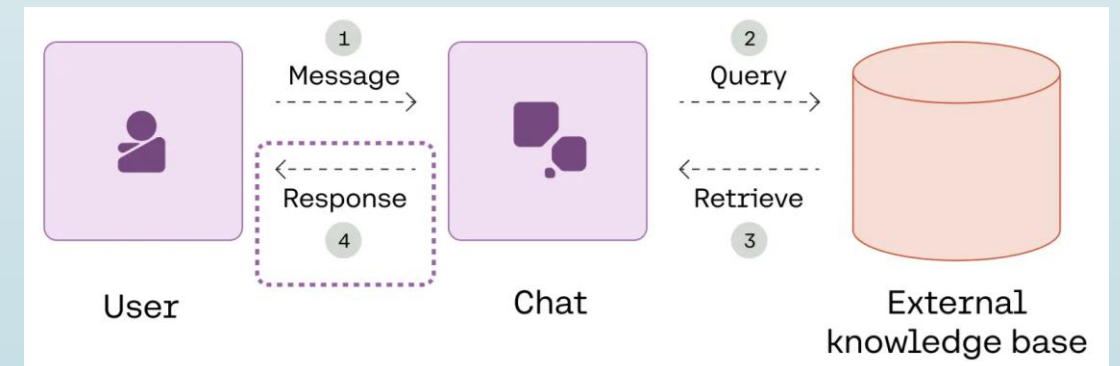 1
Message
2
Query
Response
4
Retrieve
3
User
Chat
External
knowledge base